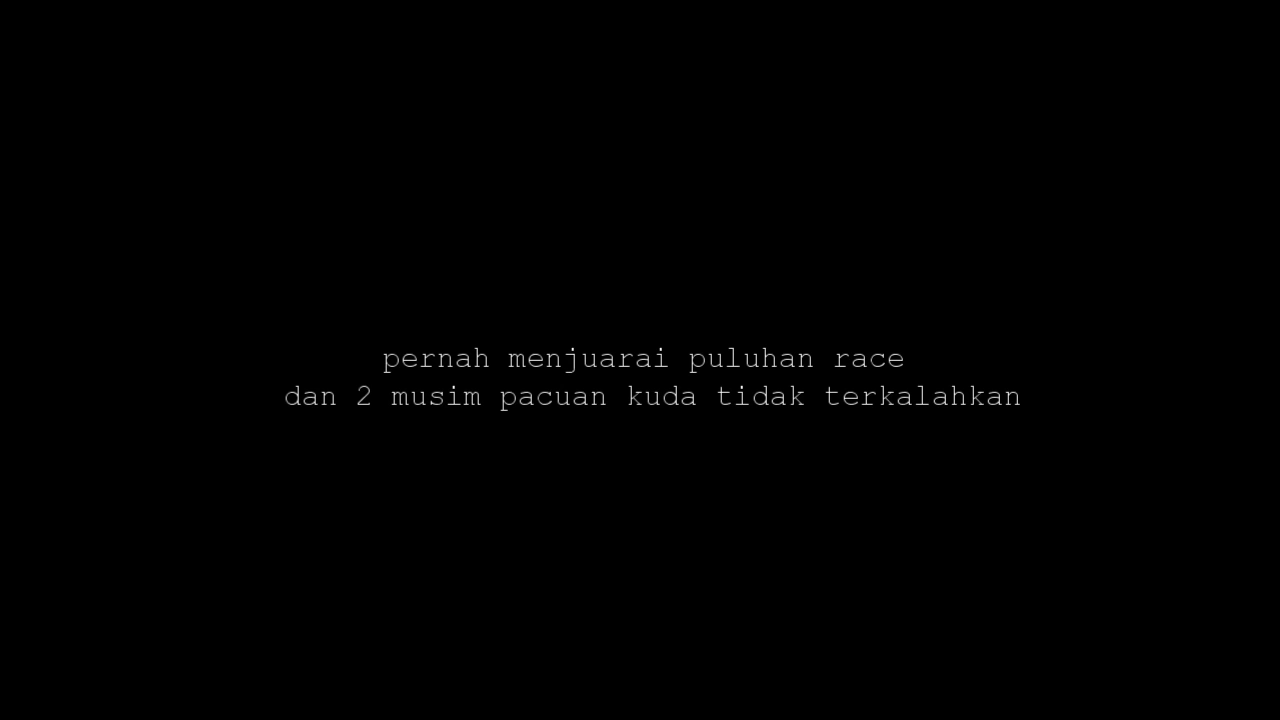 pernah menjuarai puluhan race
dan 2 musim pacuan kuda tidak terkalahkan